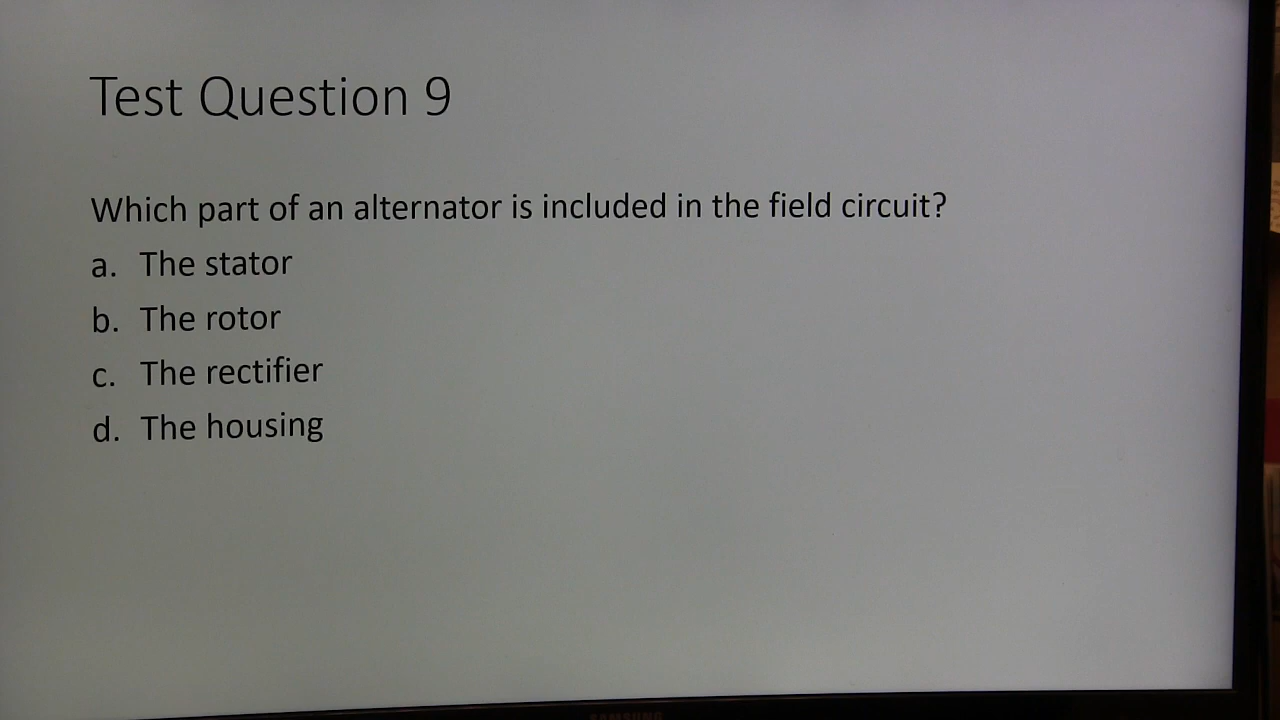 Test Question 9
Which part of an alternator is included in the field circuit?
a. The stator
b. The rotor
c. The rectifier
d. The housing
SAMSUNG